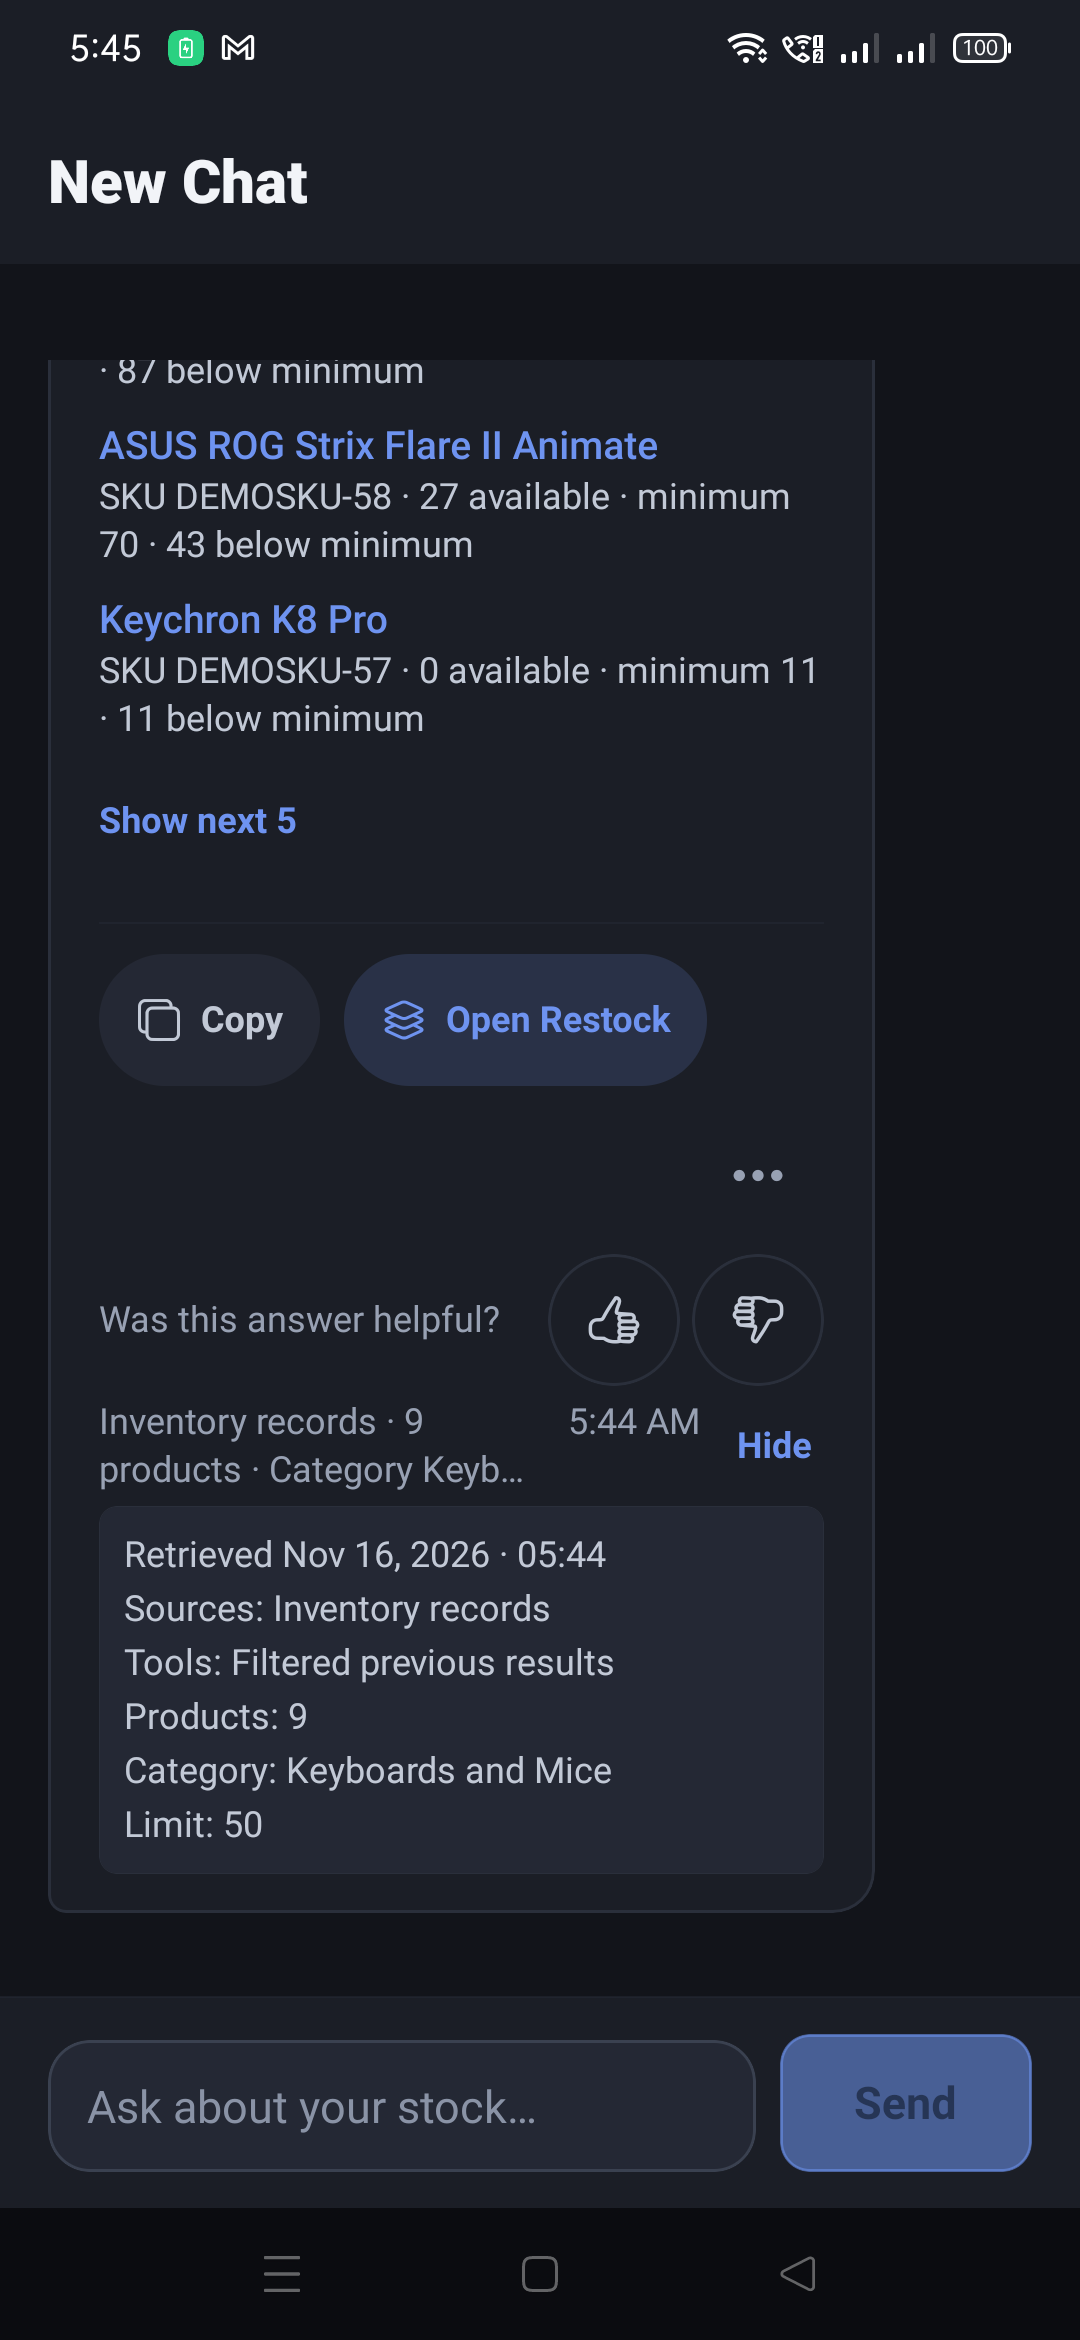 5:45
100
New Chat
· 87 below minimum
ASUS ROG Strix Flare II Animate
SKU DEMOSKU-58 · 27 available · minimum
70 · 43 below minimum
Keychron K8 Pro
SKU DEMOSKU-57 · 0 available · minimum 11
· 11 below minimum
Show next 5
Copy
Open Restock
Was this answer helpful?
Inventory records · 9
products · Category Keyb...
5:44 AM
Hide
Retrieved Nov 16, 2026 · 05:44
Sources: Inventory records
Tools: Filtered previous results
Products: 9
Category: Keyboards and Mice
Limit: 50
Ask about your stock...
Send